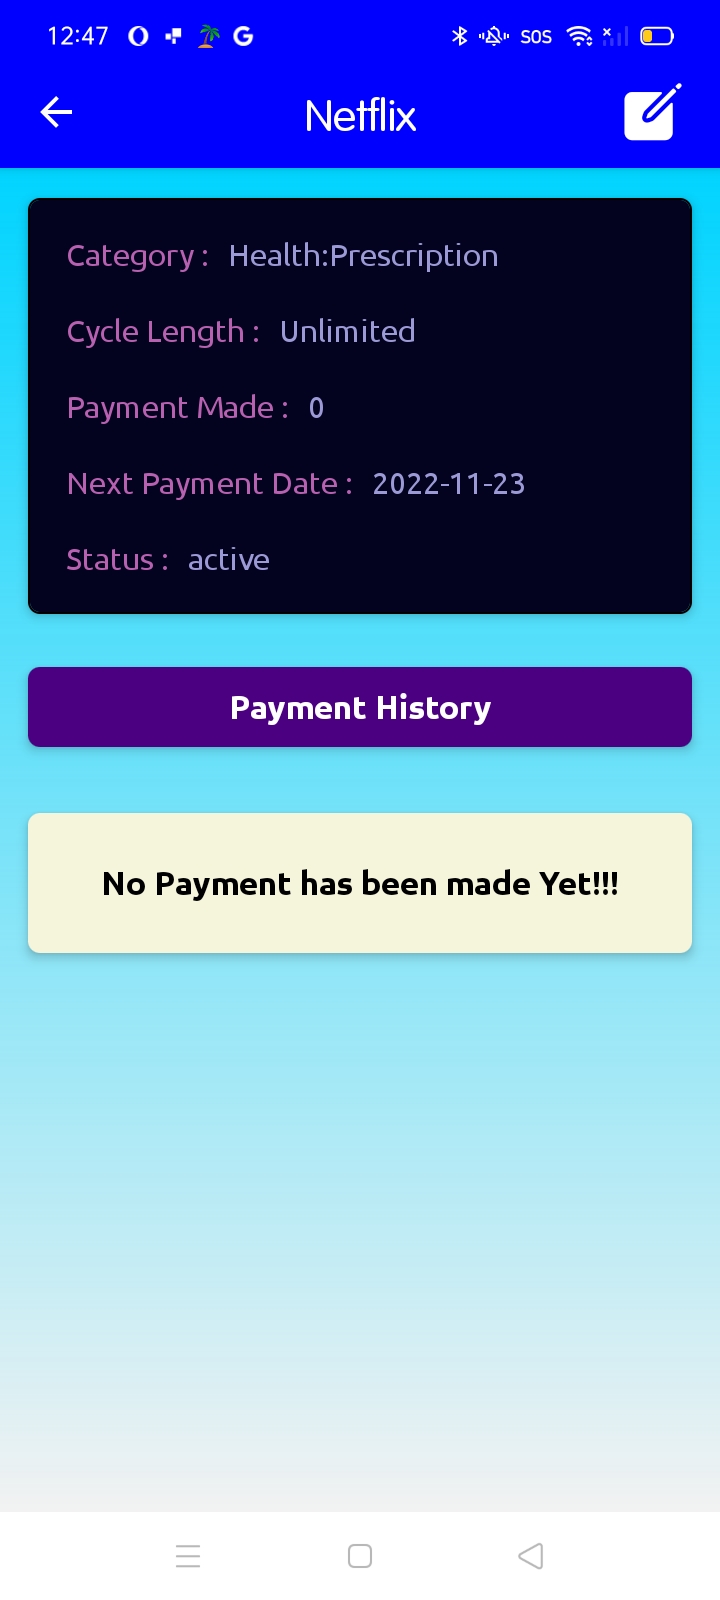 12:47
SOS
Netflix
Category : Health:Prescription
Cycle Length : Unlimited
Payment Made : 0
Next Payment Date : 2022-11-23
Status : active
Payment History
No Payment has been made Yet!!!